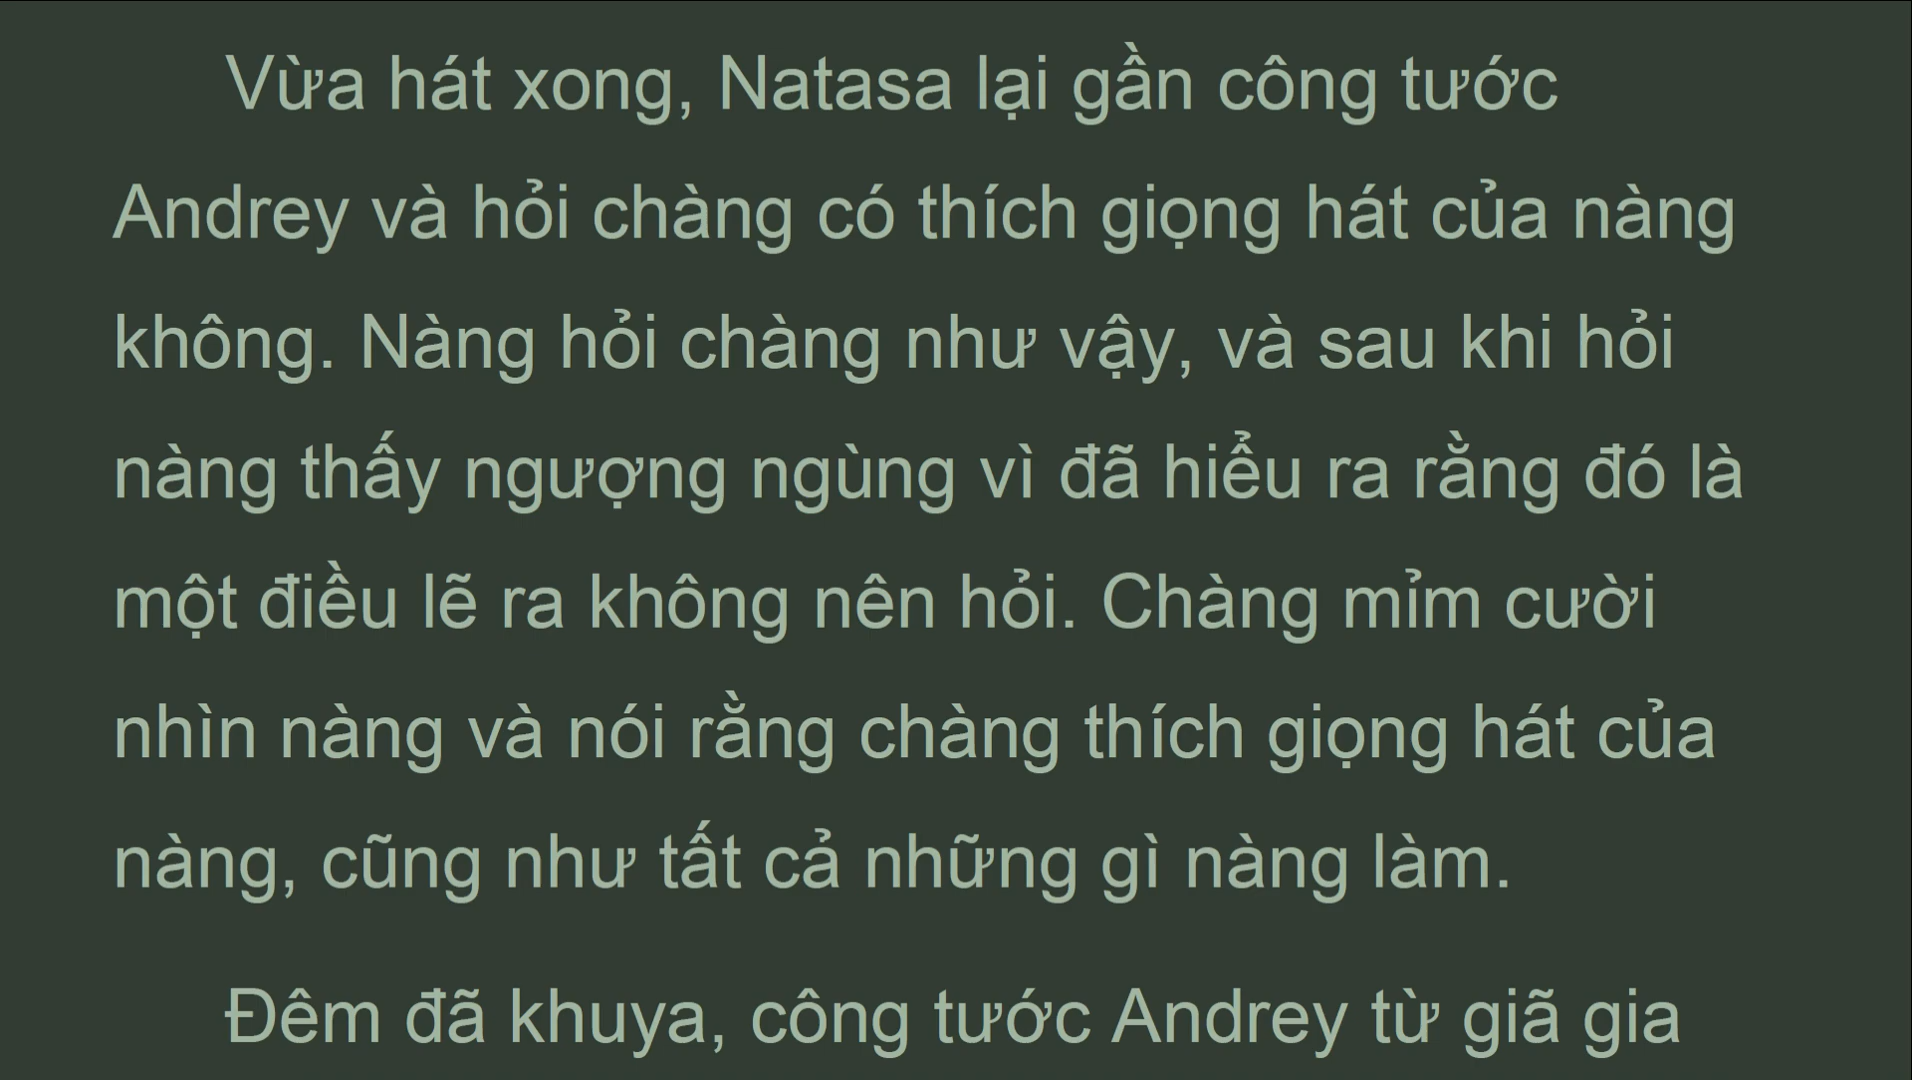 Vừa hát xong, Natasa lại gần công tước
Andrey và hỏi chàng có thích giọng hát của nàng
không. Nàng hỏi chàng như vậy, và sau khi hỏi
nàng thấy ngượng ngùng vì đã hiểu ra rằng đó là
một điều lẽ ra không nên hỏi. Chàng mỉm cười
nhìn nàng và nói rằng chàng thích giọng hát của
nàng, cũng như tất cả những gì nàng làm.
Đêm đã khuya, công tước Andrey từ giã gia